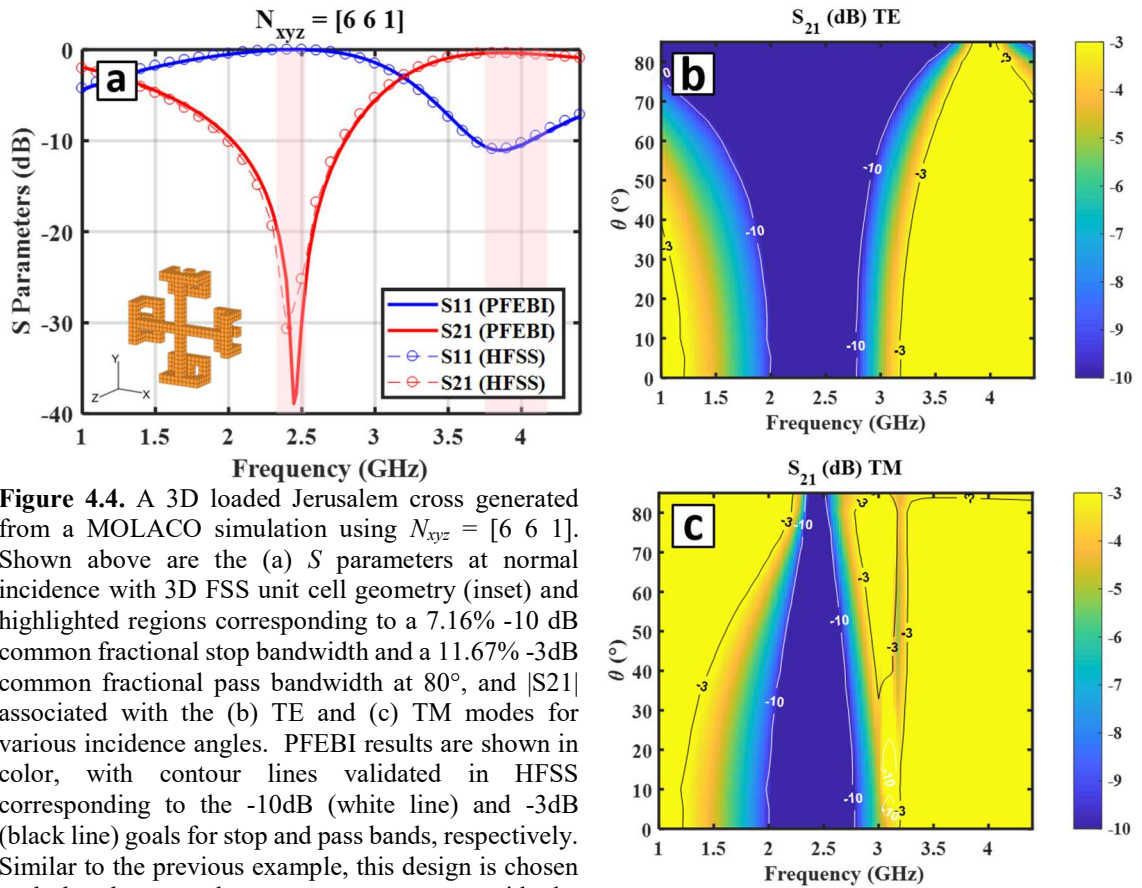 N_xyz = [6 6 1]
a
S Parameters (dB)
0
-10
-20
-30
-40
1
1.5
2
2.5
3
3.5
4
Frequency (GHz)
Y
Z
X
S11 (PFEBI)
S21 (PFEBI)
S11 (HFSS)
S21 (HFSS)
S_21 (dB) TE
b
θ (°)
80
70
60
50
40
30
20
10
0
1
1.5
2
2.5
3
3.5
4
Frequency (GHz)
-10
-10
-10
-3
-3
-3
-3
-3
-3
-4
-5
-6
-7
-8
-9
-10
Figure 4.4. A 3D loaded Jerusalem cross generated
from a MOLACO simulation using N_xyz = [6 6 1].
Shown above are the (a) S parameters at normal
incidence with 3D FSS unit cell geometry (inset) and
highlighted regions corresponding to a 7.16% -10 dB
common fractional stop bandwidth and a 11.67% -3dB
common fractional pass bandwidth at 80°, and |S21|
associated with the (b) TE and (c) TM modes for
various incidence angles. PFEBI results are shown in
color, with contour lines validated in HFSS
corresponding to the -10dB (white line) and -3dB
(black line) goals for stop and pass bands, respectively.
Similar to the previous example, this design is chosen
S_21 (dB) TM
c
θ (°)
80
70
60
50
40
30
20
10
0
1
1.5
2
2.5
3
3.5
4
Frequency (GHz)
-3
-10
-3
-3
-3
-10
-3
-3
-3
-10
-10
-10
-10
-3
-3
-4
-5
-6
-7
-8
-9
-10